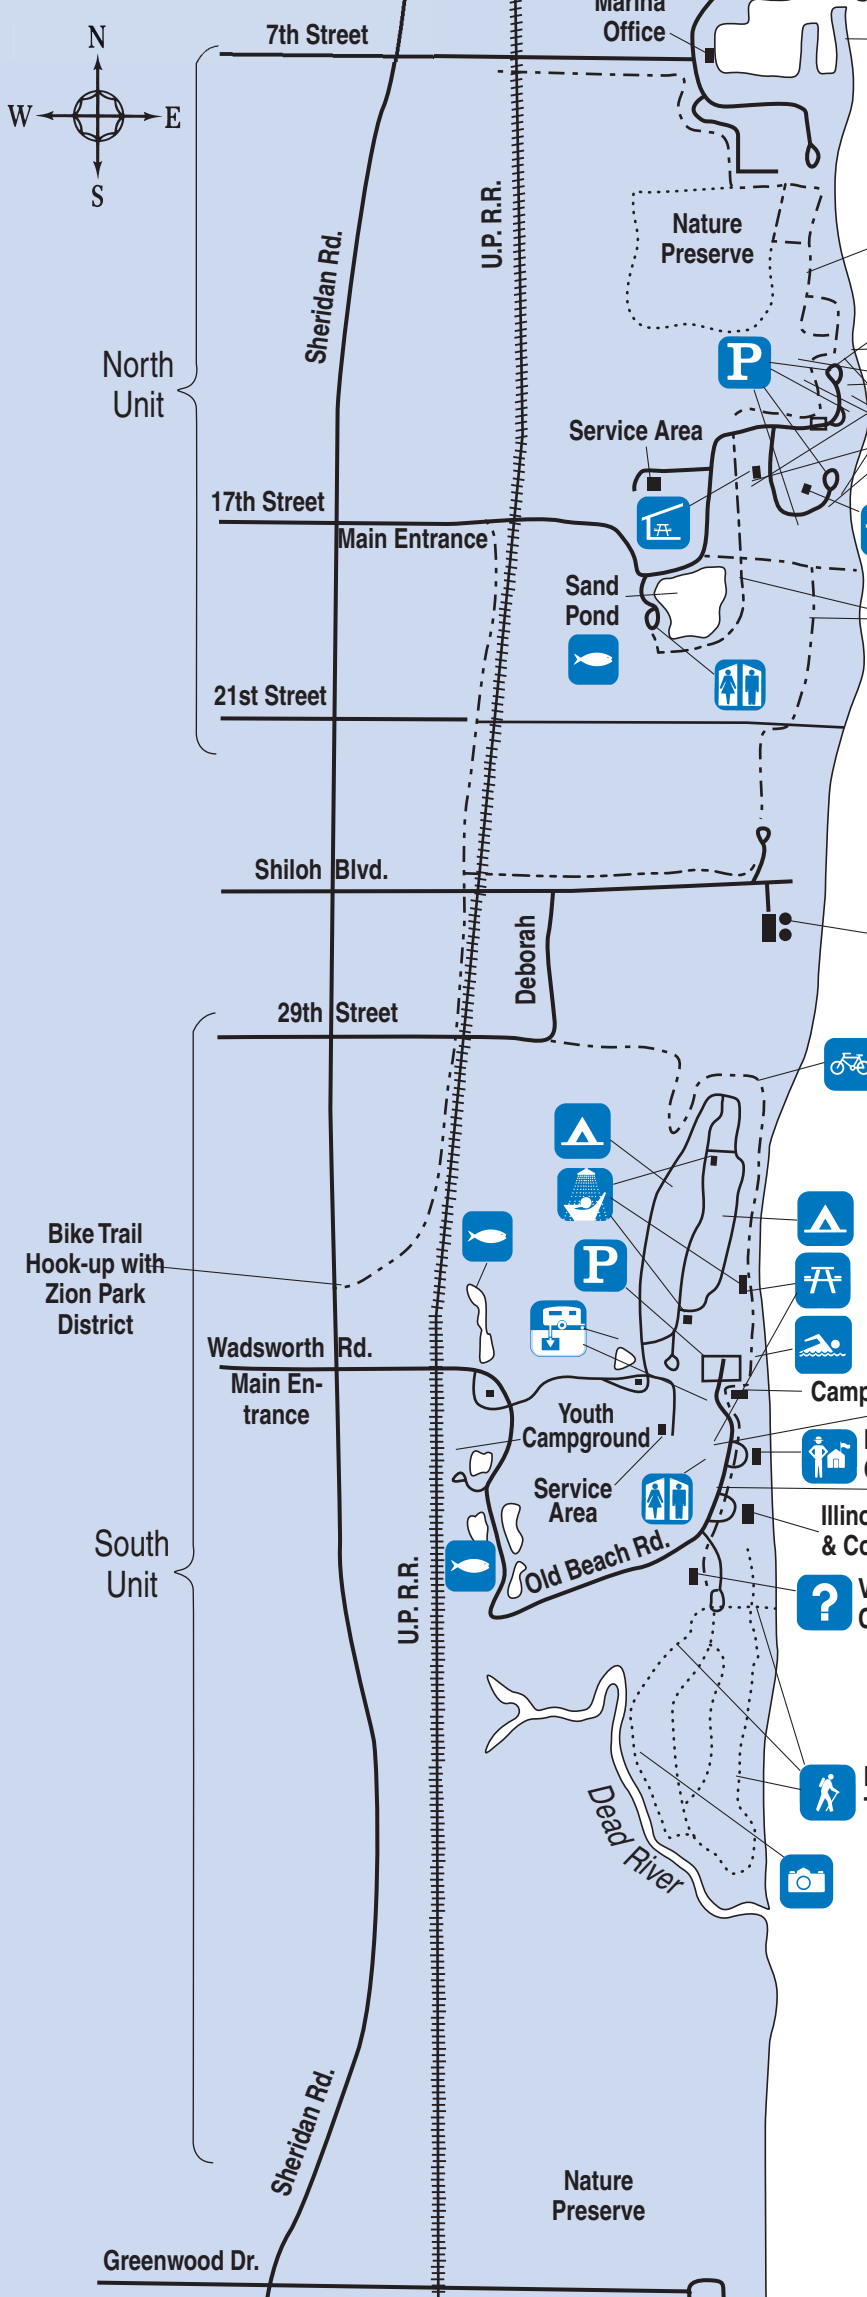 Marina
Office
7th Street
N
W
E
S
U.P. R.R.
Nature
Preserve
Sheridan Rd.
North
Unit
P
Service Area
17th Street
Main Entrance
Sand
Pond
21st Street
Shiloh Blvd.
Deborah
29th Street
Bike Trail
Hook-up with
Zion Park
District
P
Wadsworth Rd.
Main En-
trance
Camp
Youth
Campground
Service
Area
South
Unit
Old Beach Rd.
& Co
?
U.P. R.R.
Dead River
Sheridan Rd.
Nature
Preserve
Greenwood Dr.